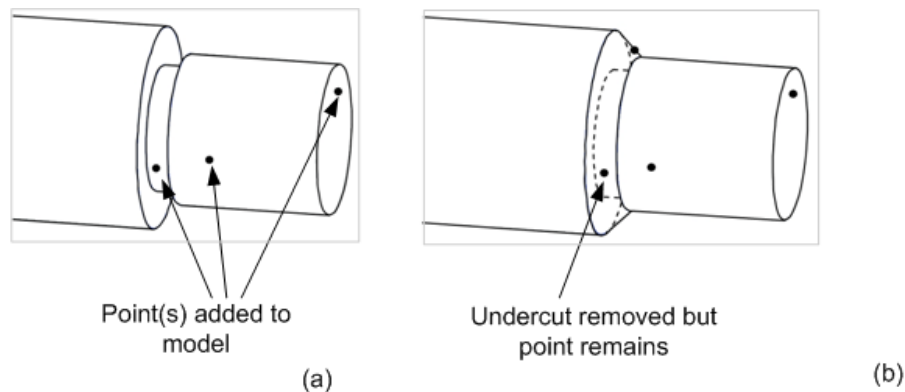 Point(s) added to
model
(a)
Undercut removed but
point remains
(b)